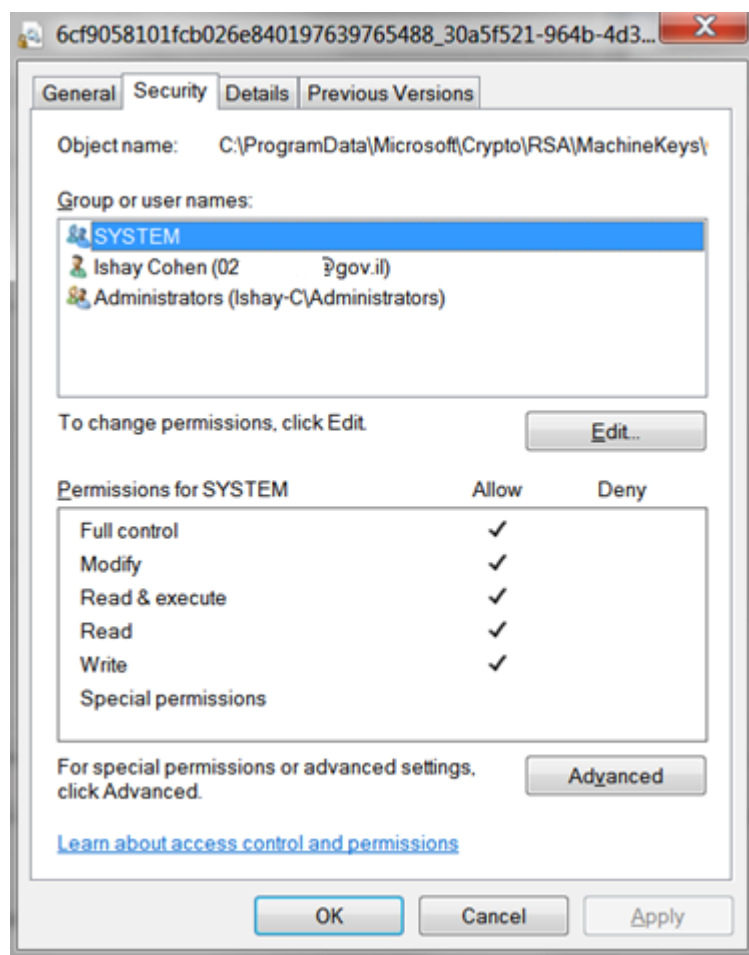 6cf9058101fcb026e840197639765488_30a5f521-964b-4d3...
General Security Details Previous Versions
Object name: C:\ProgramData\Microsoft\Crypto\RSA\MachineKeys\
Group or user names:
SYSTEM
Ishay Cohen (02 gov.il)
Administrators (Ishay-C\Administrators)
To change permissions, click Edit.
Edit...
Permissions for SYSTEM Allow Deny
Full control
Modify
Read & execute
Read
Write
Special permissions
For special permissions or advanced settings,
click Advanced.
Advanced
Learn about access control and permissions
OK Cancel Apply